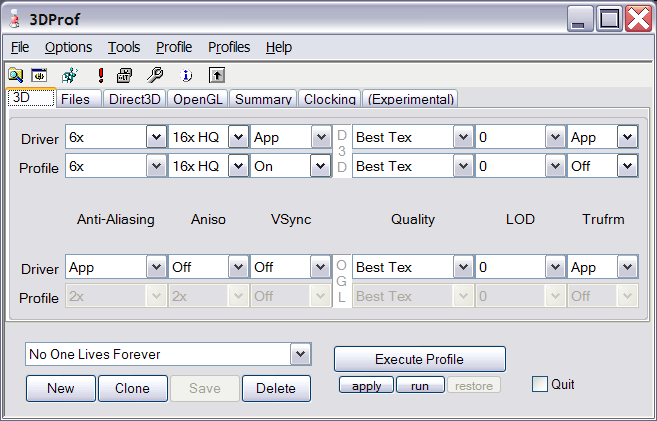 3DProf
File Options Tools Profile Profiles Help
3D Files Direct3D OpenGL Summary Clocking (Experimental)
Driver 6x 16x HQ App D3D Best Tex 0 App
Profile 6x 16x HQ On Best Tex 0 Off
Anti-Aliasing Aniso VSync Quality LOD Trufrm
Driver App Off Off OGL Best Tex 0 App
Profile 2x 2x Off Best Tex 0 Off
No One Lives Forever
Execute Profile
New Clone Save Delete
apply run restore
Quit